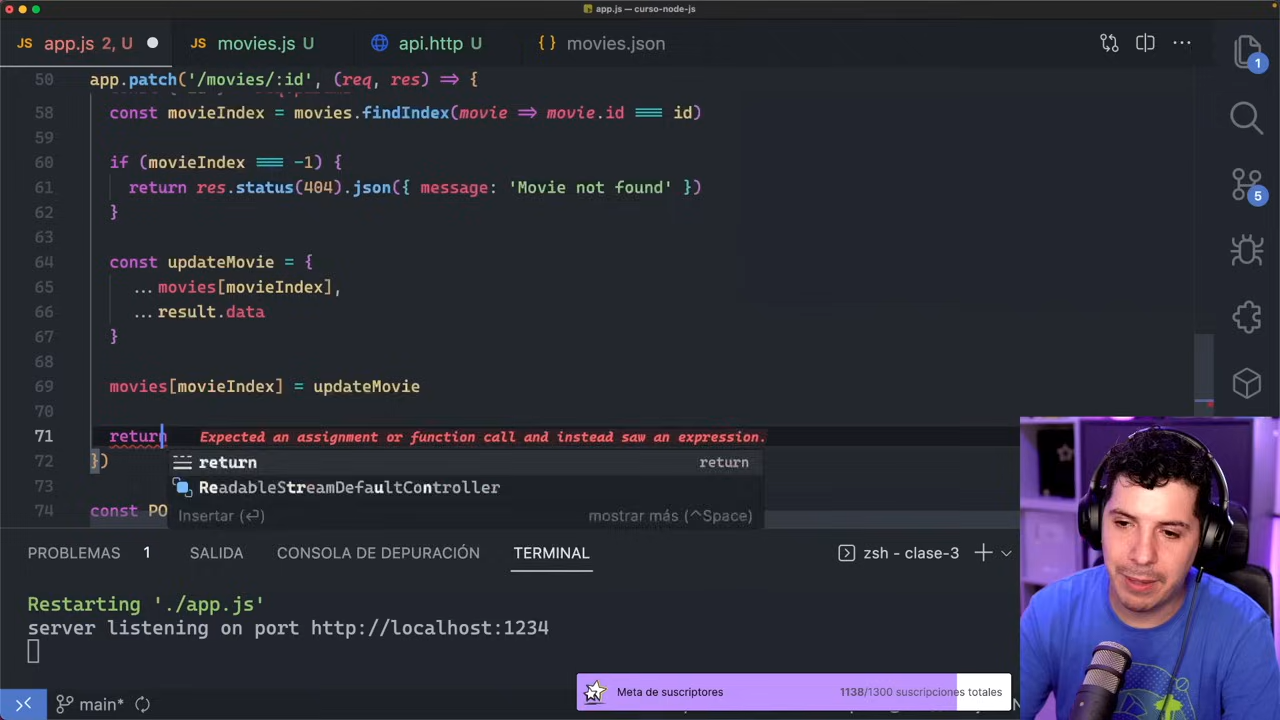 app.js — curso-node-js
JS app.js 2, U
JS movies.js U
api.http U
{} movies.json
50 app.patch('/movies/:id', (req, res) => {
58 const movieIndex = movies.findIndex(movie => movie.id === id)
59
60 if (movieIndex === -1) {
61 return res.status(404).json({ message: 'Movie not found' })
62 }
63
64 const updateMovie = {
65 ...movies[movieIndex],
66 ...result.data
67 }
68
69 movies[movieIndex] = updateMovie
70
71 return Expected an assignment or function call and instead saw an expression.
72 })
return return
73
ReadableStreamDefaultController
74 const PO
Insertar (⏎) mostrar más (^Space)
1
5
PROBLEMAS 1 SALIDA CONSOLA DE DEPURACIÓN TERMINAL
zsh - clase-3
Restarting './app.js'
server listening on port http://localhost:1234
main*
Meta de suscriptores 1138/1300 suscripciones totales